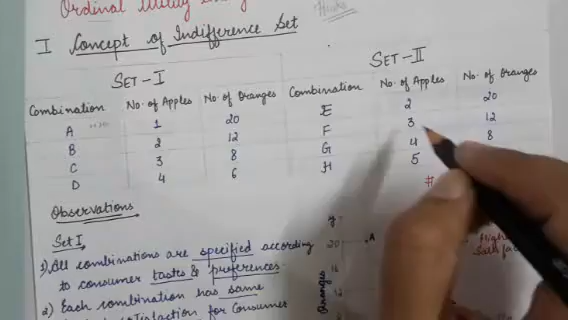 Ordinal Utility
I Concept of Indifference Set
SET-I
Combination No. of Apples No. of Oranges
A 1 20
B 2 12
C 3 8
D 4 6
SET-II
Combination No. of Apples No. of Oranges
E 2 20
F 3 12
G 4 8
H 5
Observations
Set I
1) All combinations are specified according
to consumer tastes & preferences.
2) Each combination has same
satisfaction for Consumer
y
20 A
16
12
Oranges
#